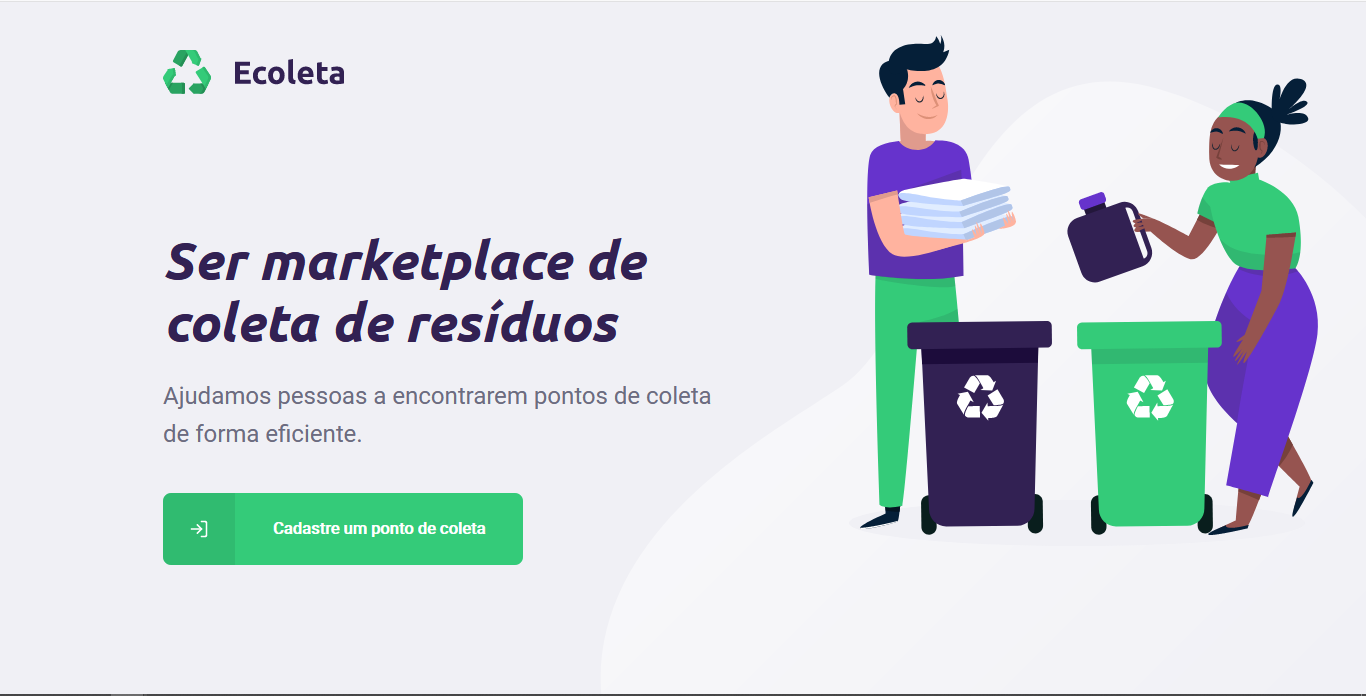 Ecoleta
Ser marketplace de
coleta de resíduos
Ajudamos pessoas a encontrarem pontos de coleta
de forma eficiente.
Cadastre um ponto de coleta